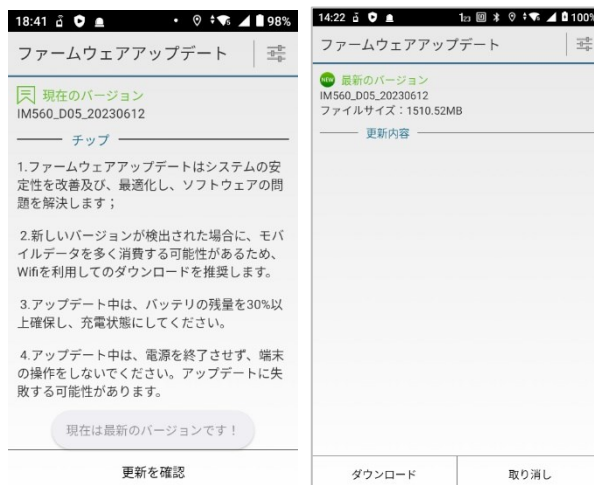 18:41
98%
ファームウェアアップデート
現在のバージョン
IM560_D05_20230612
チップ
1.ファームウェアアップデートはシステムの安
定性を改善及び、最適化し、ソフトウェアの問
題を解決します；
2.新しいバージョンが検出された場合に、モバ
イルデータを多く消費する可能性があるため、
Wifiを利用してのダウンロードを推奨します。
3.アップデート中は、バッテリの残量を30%以
上確保し、充電状態にしてください。
4.アップデート中は、電源を終了させず、端末
の操作をしないでください。アップデートに失
敗する可能性があります。
現在は最新のバージョンです！
更新を確認
14:22
100%
ファームウェアアップデート
NEW 最新のバージョン
IM560_D05_20230612
ファイルサイズ：1510.52MB
更新内容
ダウンロード
取り消し